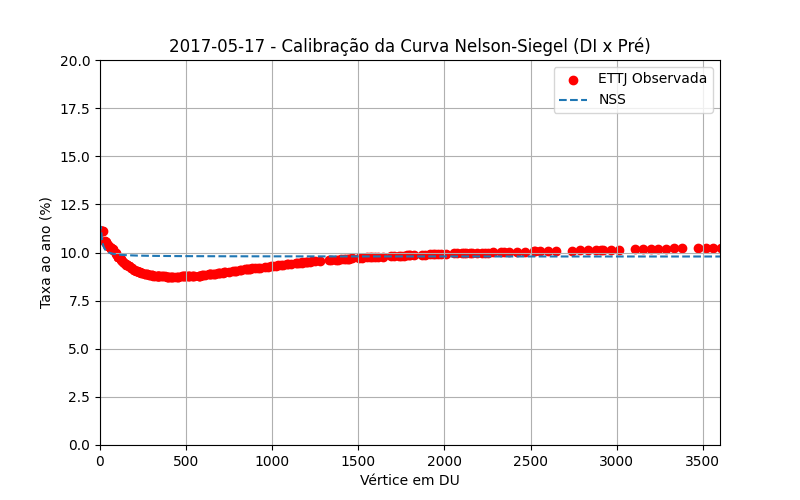 2017-05-17 - Calibração da Curva Nelson-Siegel (DI x Pré)
ETTJ Observada
NSS
Taxa ao ano (%)
20.0
17.5
15.0
12.5
10.0
7.5
5.0
2.5
0.0
0 500 1000 1500 2000 2500 3000 3500
Vértice em DU